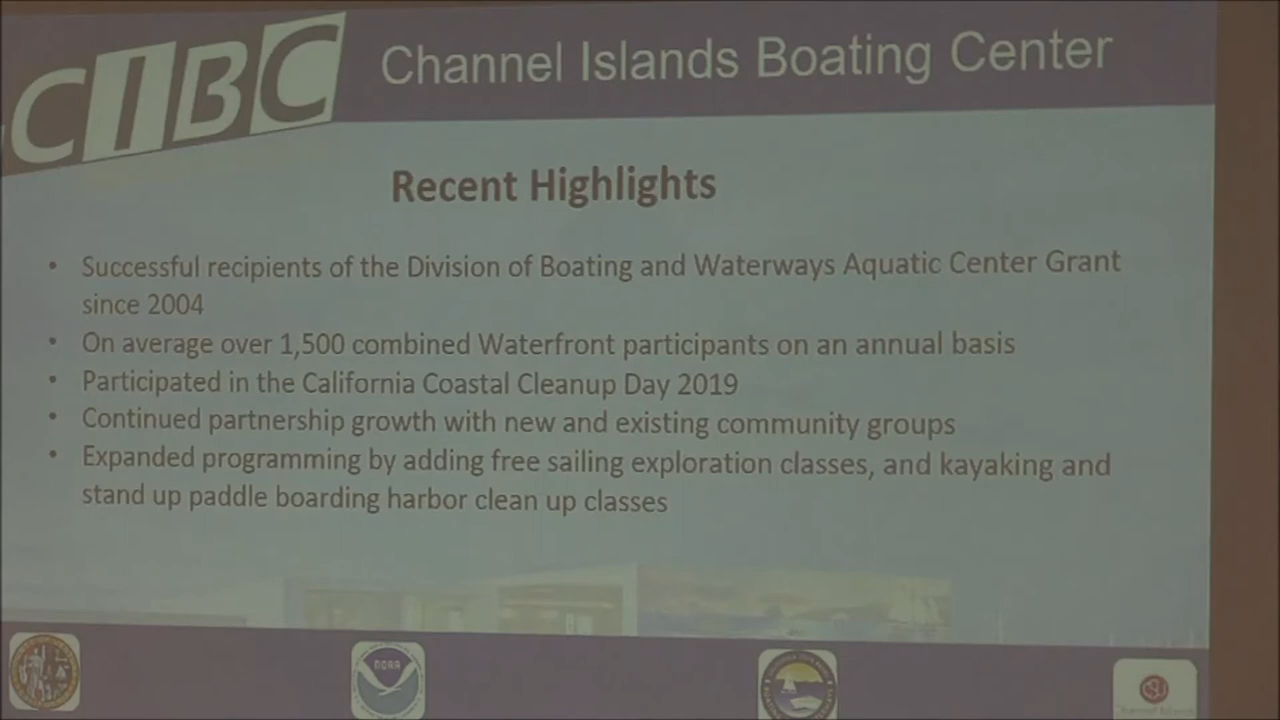 CIBC
Channel Islands Boating Center
Recent Highlights
• Successful recipients of the Division of Boating and Waterways Aquatic Center Grant
since 2004
• On average over 1,500 combined Waterfront participants on an annual basis
• Participated in the California Coastal Cleanup Day 2019
• Continued partnership growth with new and existing community groups
• Expanded programming by adding free sailing exploration classes, and kayaking and
stand up paddle boarding harbor clean up classes
NOAA
Channel Islands